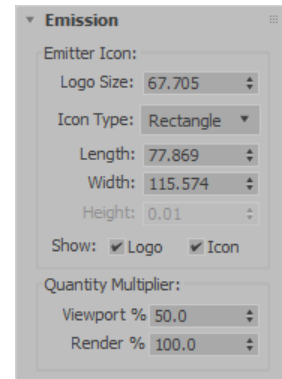 Emission
Emitter Icon:
Logo Size: 67.705
Icon Type: Rectangle
Length: 77.869
Width: 115.574
Height: 0.01
Show: Logo Icon
Quantity Multiplier:
Viewport % 50.0
Render % 100.0